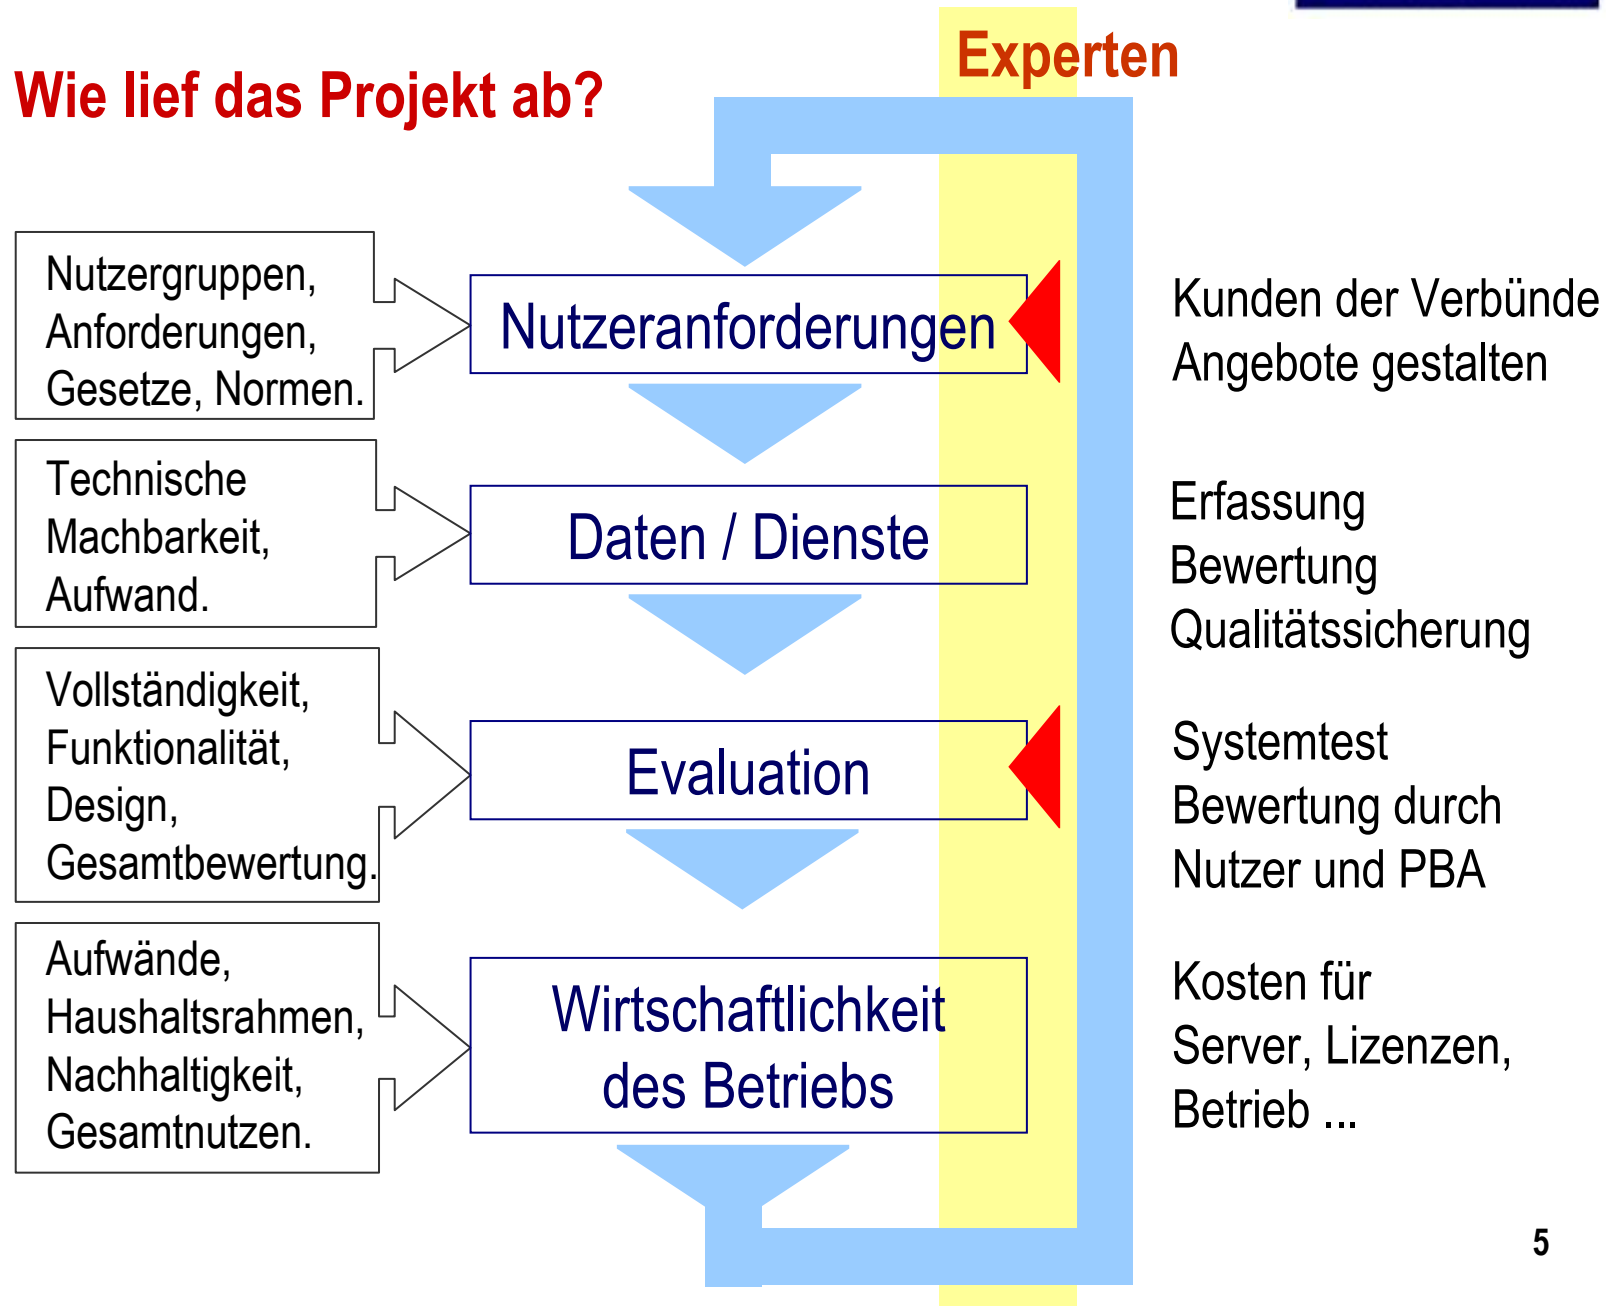 Experten
Wie lief das Projekt ab?
Nutzergruppen,
Anforderungen,
Gesetze, Normen.
Nutzeranforderungen
Kunden der Verbünde
Angebote gestalten
Technische
Machbarkeit,
Aufwand.
Daten / Dienste
Erfassung
Bewertung
Qualitätssicherung
Vollständigkeit,
Funktionalität,
Design,
Gesamtbewertung.
Evaluation
Systemtest
Bewertung durch
Nutzer und PBA
Aufwände,
Haushaltsrahmen,
Nachhaltigkeit,
Gesamtnutzen.
Wirtschaftlichkeit
des Betriebs
Kosten für
Server, Lizenzen,
Betrieb ...
5